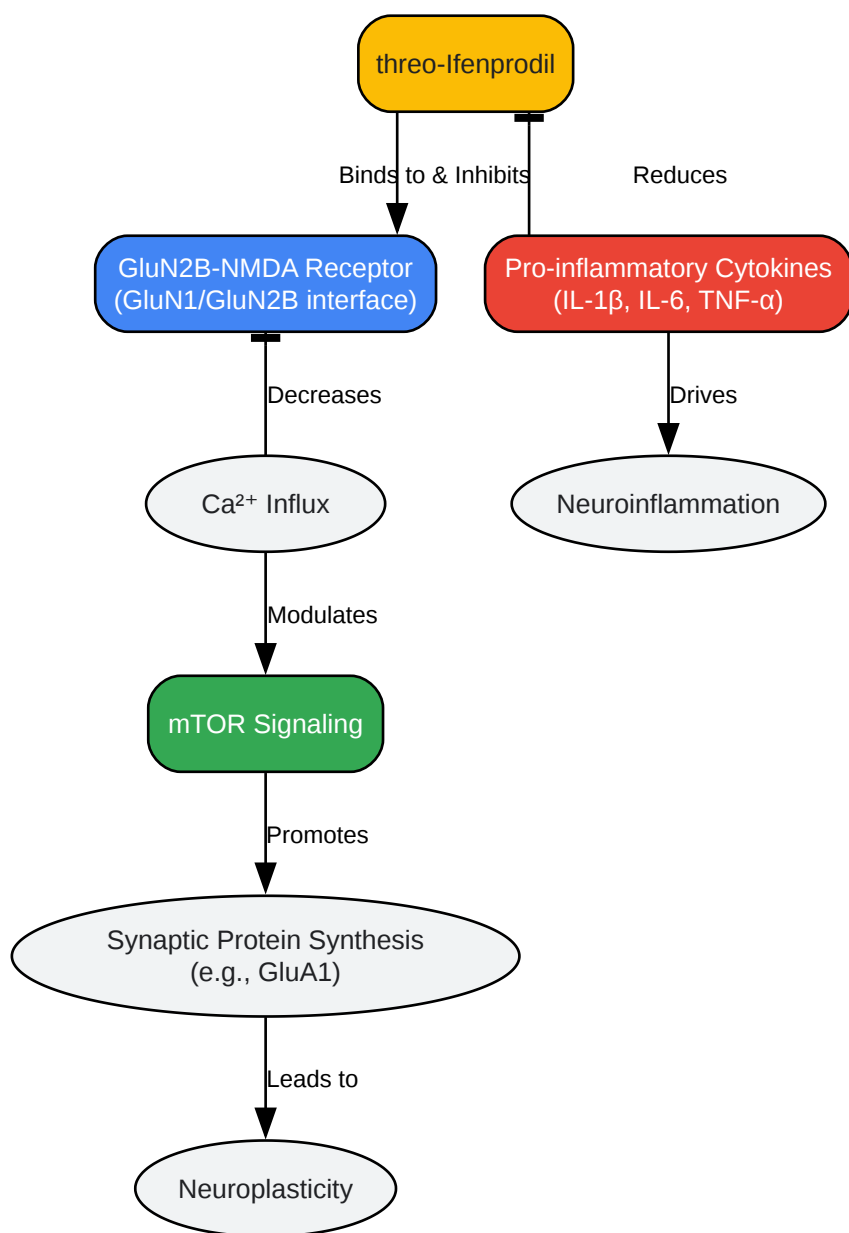 threo-Ifenprodil
Binds to & Inhibits
Reduces
GluN2B-NMDA Receptor
(GluN1/GluN2B interface)
Pro-inflammatory Cytokines
(IL-1β, IL-6, TNF-α)
Decreases
Drives
Ca²⁺ Influx
Neuroinflammation
Modulates
mTOR Signaling
Promotes
Synaptic Protein Synthesis
(e.g., GluA1)
Leads to
Neuroplasticity